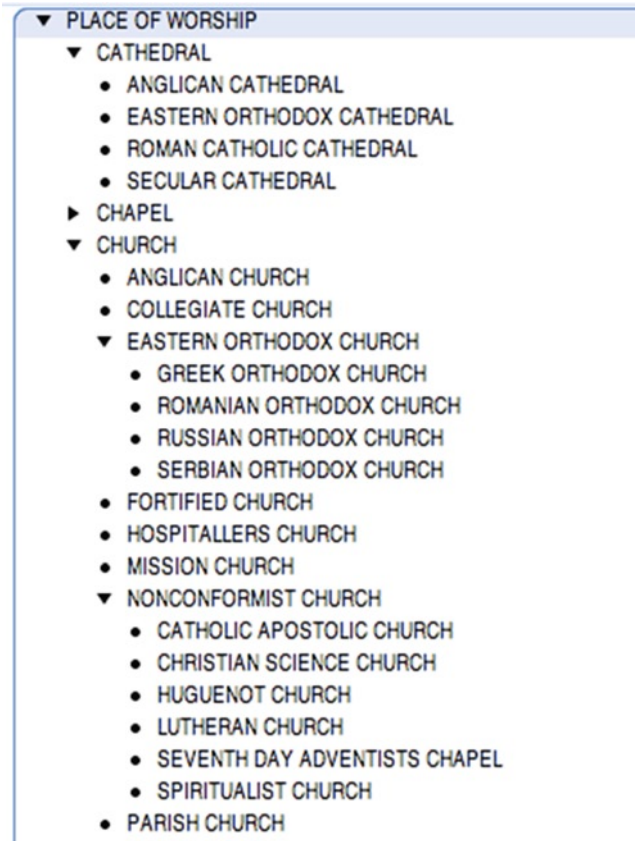 PLACE OF WORSHIP
CATHEDRAL
ANGLICAN CATHEDRAL
EASTERN ORTHODOX CATHEDRAL
ROMAN CATHOLIC CATHEDRAL
SECULAR CATHEDRAL
CHAPEL
CHURCH
ANGLICAN CHURCH
COLLEGIATE CHURCH
EASTERN ORTHODOX CHURCH
GREEK ORTHODOX CHURCH
ROMANIAN ORTHODOX CHURCH
RUSSIAN ORTHODOX CHURCH
SERBIAN ORTHODOX CHURCH
FORTIFIED CHURCH
HOSPITALLERS CHURCH
MISSION CHURCH
NONCONFORMIST CHURCH
CATHOLIC APOSTOLIC CHURCH
CHRISTIAN SCIENCE CHURCH
HUGUENOT CHURCH
LUTHERAN CHURCH
SEVENTH DAY ADVENTISTS CHAPEL
SPIRITUALIST CHURCH
PARISH CHURCH